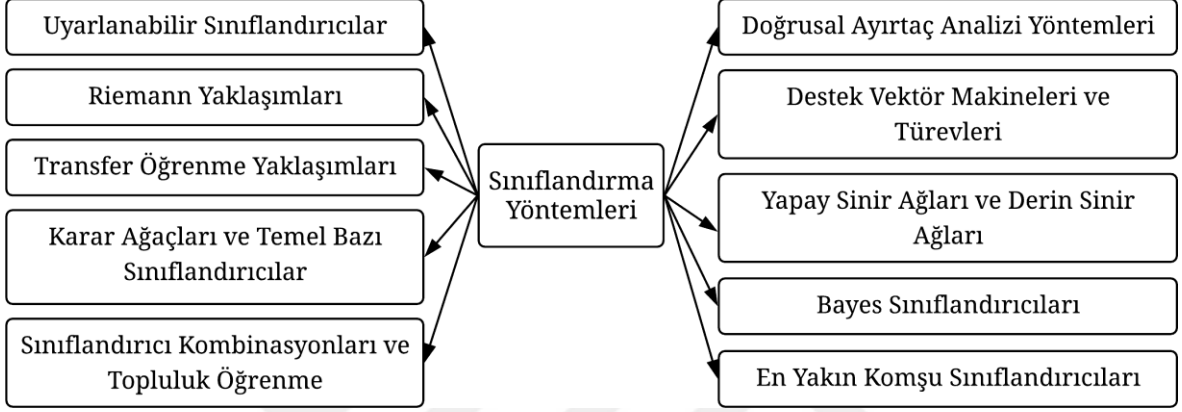 Uyarlanabilir Sınıflandırıcılar
Riemann Yaklaşımları
Transfer Öğrenme Yaklaşımları
Karar Ağaçları ve Temel Bazı
Sınıflandırıcılar
Sınıflandırıcı Kombinasyonları ve
Topluluk Öğrenme
Sınıflandırma
Yöntemleri
Doğrusal Ayırtaç Analizi Yöntemleri
Destek Vektör Makineleri ve
Türevleri
Yapay Sinir Ağları ve Derin Sinir
Ağları
Bayes Sınıflandırıcıları
En Yakın Komşu Sınıflandırıcıları